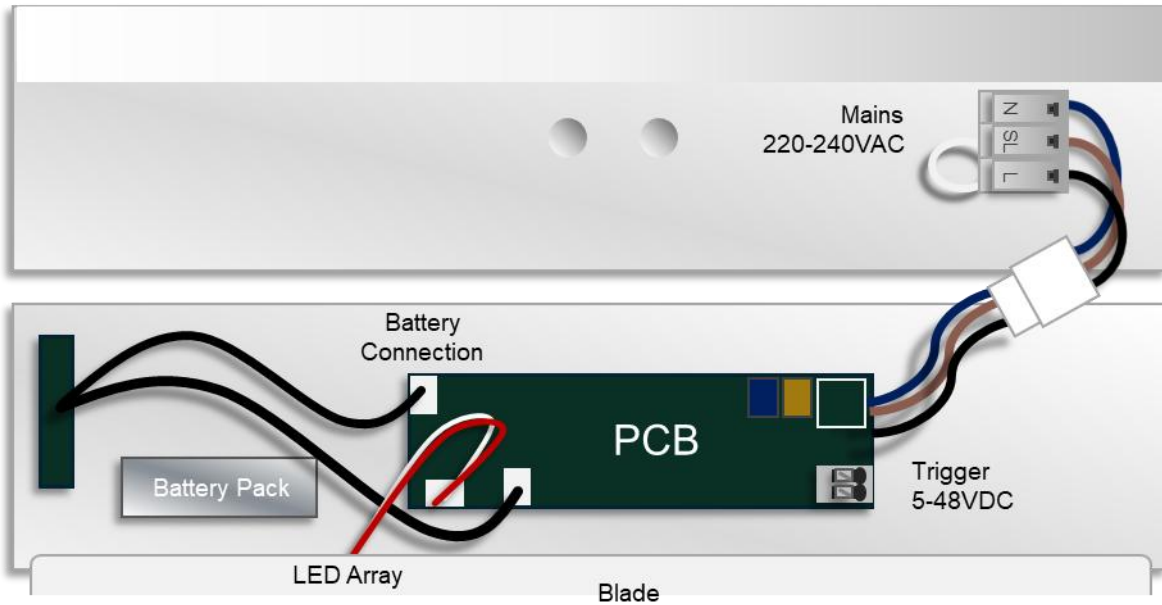 Mains
220-240VAC
N
SL
L
Battery
Connection
PCB
Battery Pack
Trigger
5-48VDC
LED Array
Blade